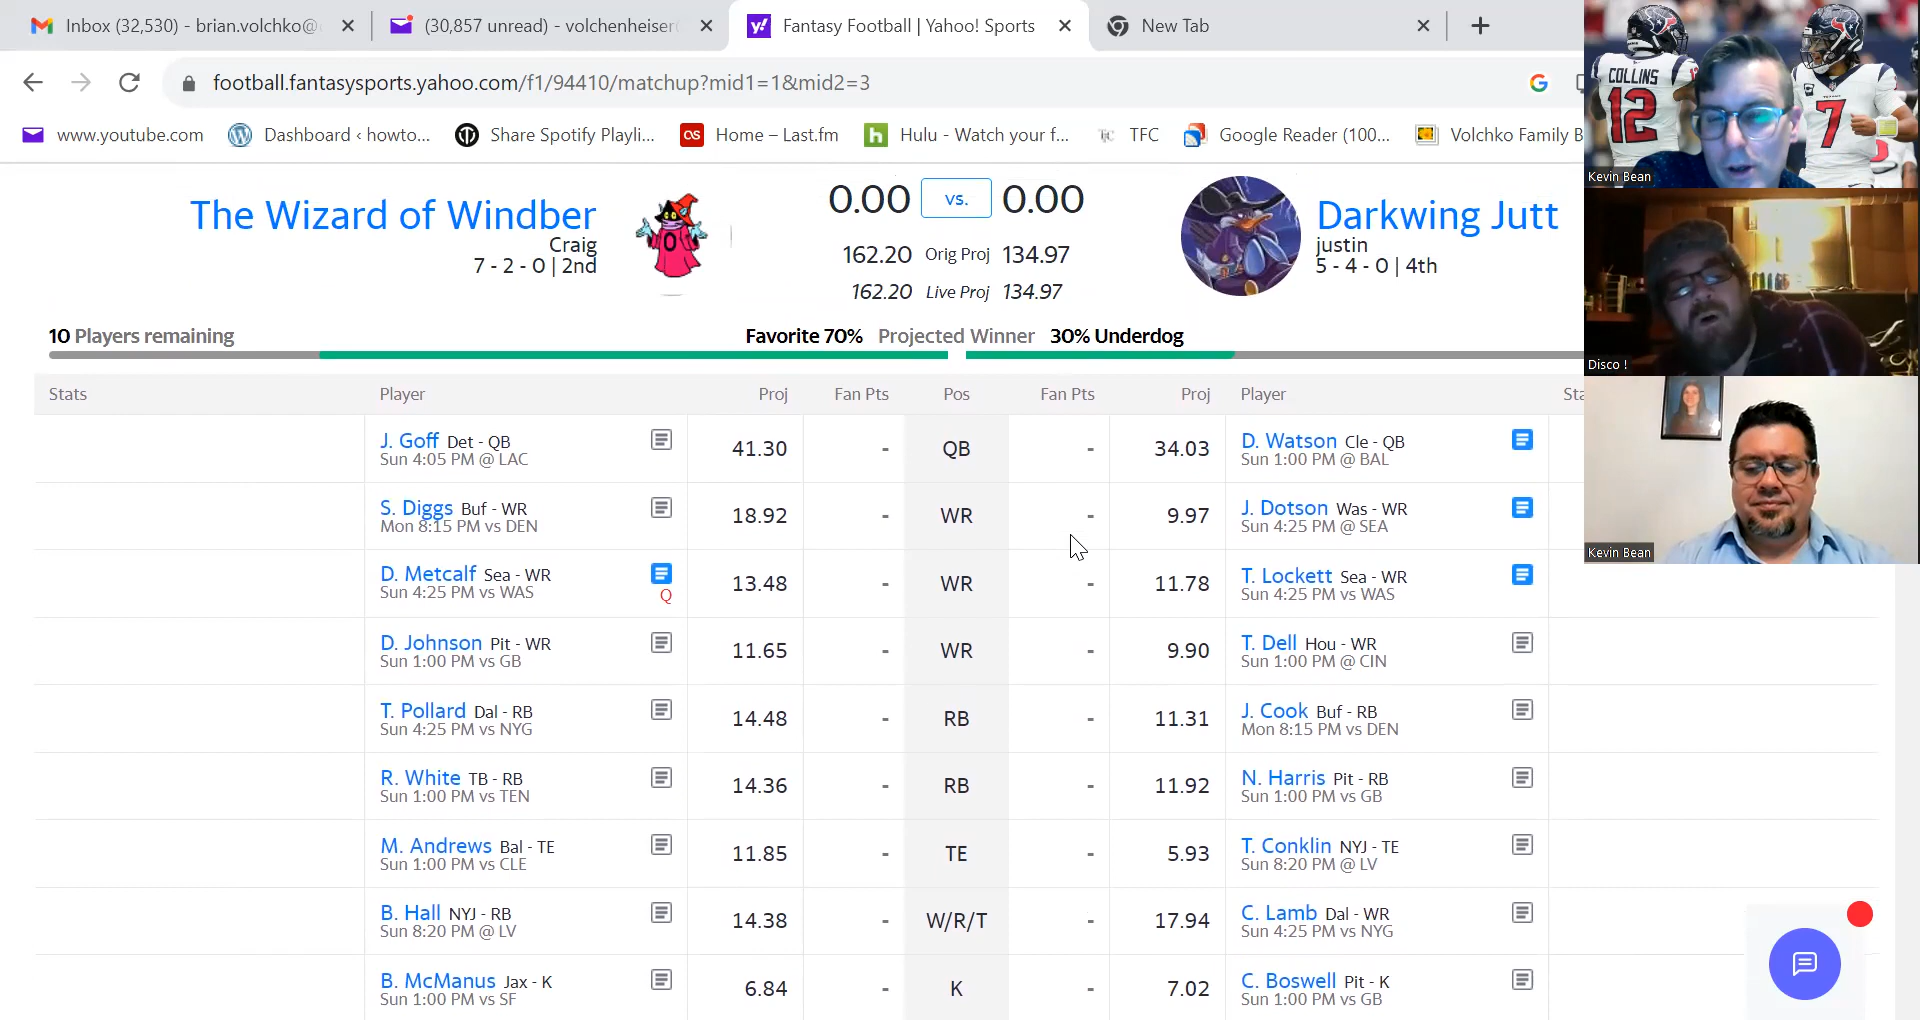 Inbox (32,530) - brian.volchko@
(30,857 unread) - volchenheiser
Fantasy Football | Yahoo! Sports
New Tab
football.fantasysports.yahoo.com/f1/94410/matchup?mid1=1&mid2=3
www.youtube.com
Dashboard ‹ howto...
Share Spotify Playli...
Home – Last.fm
Hulu - Watch your f...
TFC
Google Reader (100...
Volchko Family B
COLLINS
12
7
Kevin Bean
Disco !
Kevin Bean
The Wizard of Windber
Craig
7 - 2 - 0 | 2nd
0.00 vs. 0.00
162.20 Orig Proj 134.97
162.20 Live Proj 134.97
Darkwing Jutt
justin
5 - 4 - 0 | 4th
10 Players remaining
Favorite 70% Projected Winner 30% Underdog
Stats Player Proj Fan Pts Pos Fan Pts Proj Player Sta
J. Goff Det - QB 41.30 - QB - 34.03 D. Watson Cle - QB
Sun 4:05 PM @ LAC Sun 1:00 PM @ BAL
S. Diggs Buf - WR 18.92 - WR - 9.97 J. Dotson Was - WR
Mon 8:15 PM vs DEN Sun 4:25 PM @ SEA
D. Metcalf Sea - WR 13.48 - WR - 11.78 T. Lockett Sea - WR
Sun 4:25 PM vs WAS Q Sun 4:25 PM vs WAS
D. Johnson Pit - WR 11.65 - WR - 9.90 T. Dell Hou - WR
Sun 1:00 PM vs GB Sun 1:00 PM @ CIN
T. Pollard Dal - RB 14.48 - RB - 11.31 J. Cook Buf - RB
Sun 4:25 PM vs NYG Mon 8:15 PM vs DEN
R. White TB - RB 14.36 - RB - 11.92 N. Harris Pit - RB
Sun 1:00 PM vs TEN Sun 1:00 PM vs GB
M. Andrews Bal - TE 11.85 - TE - 5.93 T. Conklin NYJ - TE
Sun 1:00 PM vs CLE Sun 8:20 PM @ LV
B. Hall NYJ - RB 14.38 - W/R/T - 17.94 C. Lamb Dal - WR
Sun 8:20 PM @ LV Sun 4:25 PM vs NYG
B. McManus Jax - K 6.84 - K - 7.02 C. Boswell Pit - K
Sun 1:00 PM vs SF Sun 1:00 PM vs GB